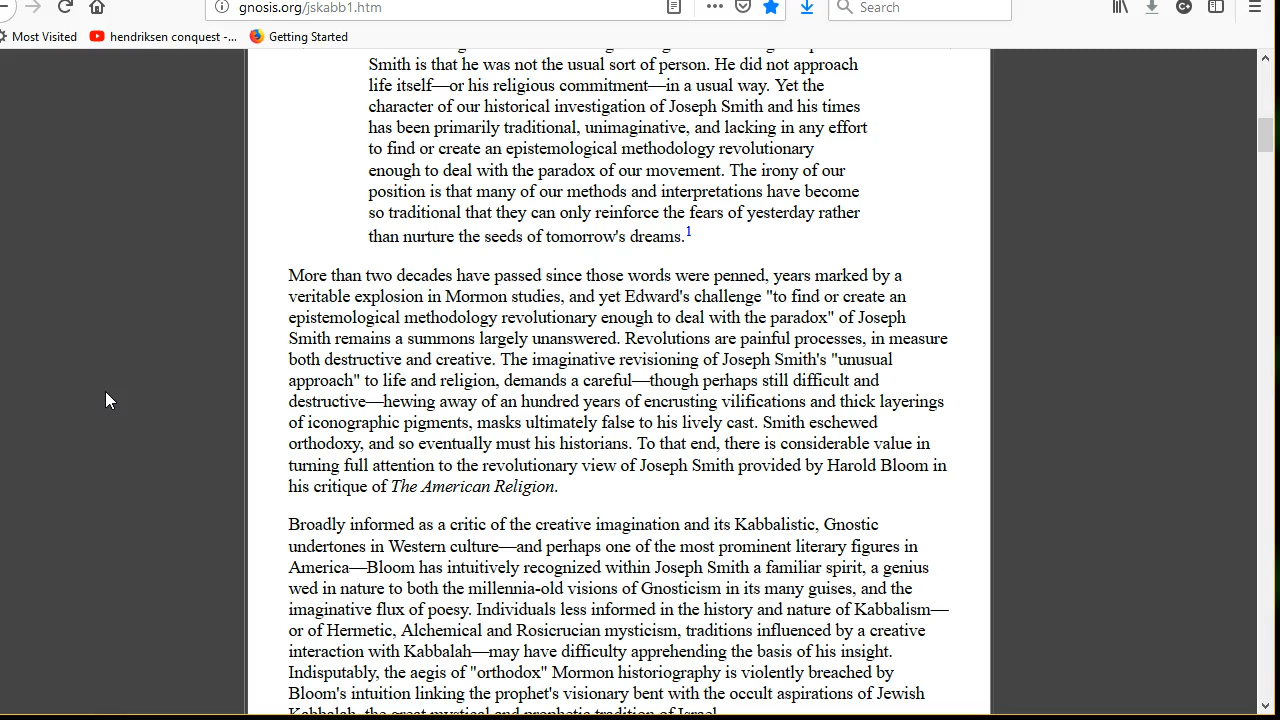 gnosis.org/jskabb1.htm
Search
Most Visited
hendriksen conquest -...
Getting Started
Smith is that he was not the usual sort of person. He did not approach
life itself—or his religious commitment—in a usual way. Yet the
character of our historical investigation of Joseph Smith and his times
has been primarily traditional, unimaginative, and lacking in any effort
to find or create an epistemological methodology revolutionary
enough to deal with the paradox of our movement. The irony of our
position is that many of our methods and interpretations have become
so traditional that they can only reinforce the fears of yesterday rather
than nurture the seeds of tomorrow's dreams.1
More than two decades have passed since those words were penned, years marked by a
veritable explosion in Mormon studies, and yet Edward's challenge "to find or create an
epistemological methodology revolutionary enough to deal with the paradox" of Joseph
Smith remains a summons largely unanswered. Revolutions are painful processes, in measure
both destructive and creative. The imaginative revisioning of Joseph Smith's "unusual
approach" to life and religion, demands a careful—though perhaps still difficult and
destructive—hewing away of an hundred years of encrusting vilifications and thick layerings
of iconographic pigments, masks ultimately false to his lively cast. Smith eschewed
orthodoxy, and so eventually must his historians. To that end, there is considerable value in
turning full attention to the revolutionary view of Joseph Smith provided by Harold Bloom in
his critique of The American Religion.
Broadly informed as a critic of the creative imagination and its Kabbalistic, Gnostic
undertones in Western culture—and perhaps one of the most prominent literary figures in
America—Bloom has intuitively recognized within Joseph Smith a familiar spirit, a genius
wed in nature to both the millennia-old visions of Gnosticism in its many guises, and the
imaginative flux of poesy. Individuals less informed in the history and nature of Kabbalism—
or of Hermetic, Alchemical and Rosicrucian mysticism, traditions influenced by a creative
interaction with Kabbalah—may have difficulty apprehending the basis of his insight.
Indisputably, the aegis of "orthodox" Mormon historiography is violently breached by
Bloom's intuition linking the prophet's visionary bent with the occult aspirations of Jewish
Kabbalah, the great mystical and prophetic tradition of Israel.